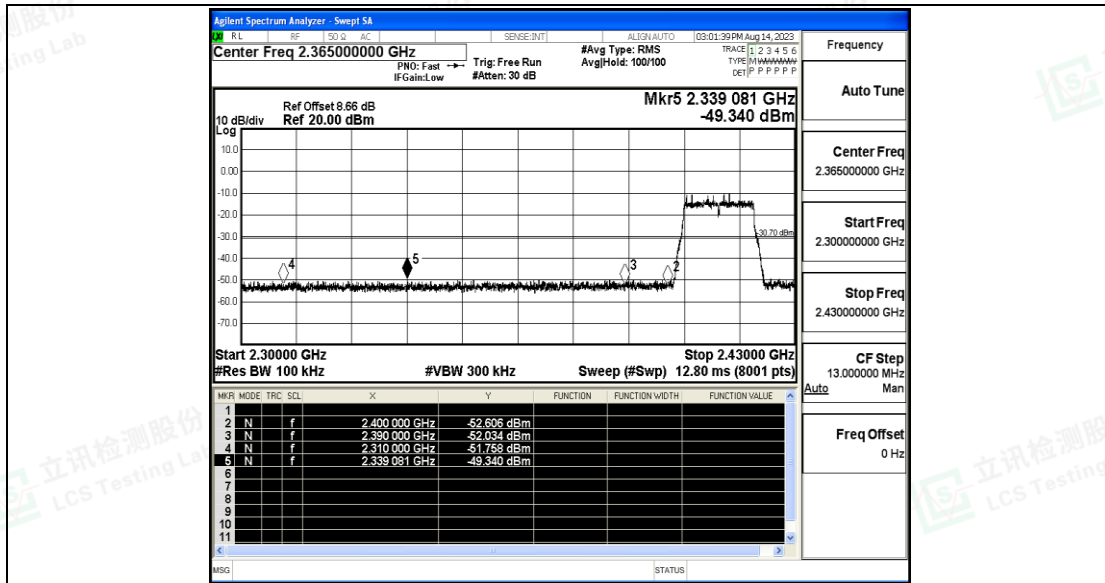 Agilent Spectrum Analyzer - Swept SA
RL RF 50 Ω AC SENSE:INT ALIGN AUTO 03:01:39 PM Aug 14, 2023
Center Freq 2.365000000 GHz
PNO: Fast
IFGain:Low
Trig: Free Run
#Atten: 30 dB
#Avg Type: RMS
Avg|Hold: 100/100
TRACE 1 2 3 4 5 6
TYPE M
DET P P P P P P
Ref Offset 8.66 dB
10 dB/div Ref 20.00 dBm
Log
Mkr5 2.339 081 GHz
-49.340 dBm
10.0
0.00
-10.0
-20.0
-30.0
-40.0
-50.0
-60.0
-70.0
-30.70 dBm
4 5 3 2
Start 2.30000 GHz Stop 2.43000 GHz
#Res BW 100 kHz #VBW 300 kHz Sweep (#Swp) 12.80 ms (8001 pts)
MKR MODE TRC SCL X Y FUNCTION FUNCTION WIDTH FUNCTION VALUE
1
2 N f 2.400 000 GHz -52.606 dBm
3 N f 2.390 000 GHz -52.034 dBm
4 N f 2.310 000 GHz -51.758 dBm
5 N f 2.339 081 GHz -49.340 dBm
6
7
8
9
10
11
MSG STATUS
Frequency
Auto Tune
Center Freq
2.365000000 GHz
Start Freq
2.300000000 GHz
Stop Freq
2.430000000 GHz
CF Step
13.000000 MHz
Auto Man
Freq Offset
0 Hz
立讯检测股份
LCS Testing Lab
立讯检测股
LCS Testing